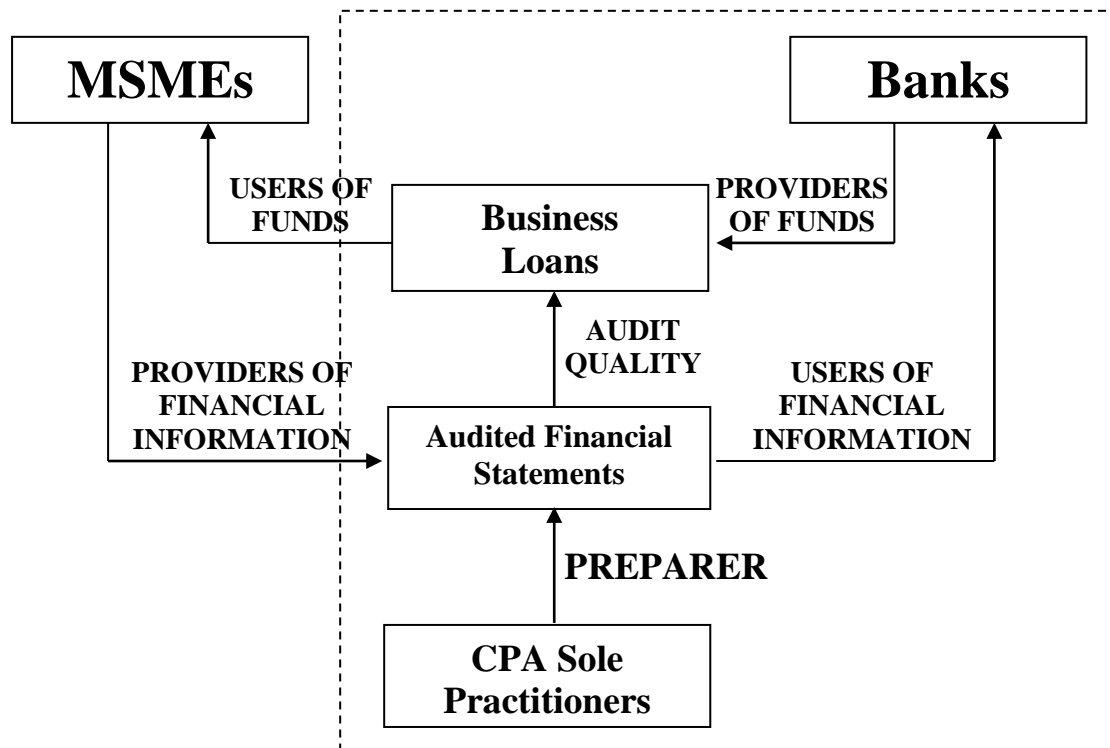 MSMEs
Banks
USERS OF
FUNDS
Business
Loans
PROVIDERS
OF FUNDS
AUDIT
QUALITY
PROVIDERS OF
FINANCIAL
INFORMATION
USERS OF
FINANCIAL
INFORMATION
Audited Financial
Statements
PREPARER
CPA Sole
Practitioners